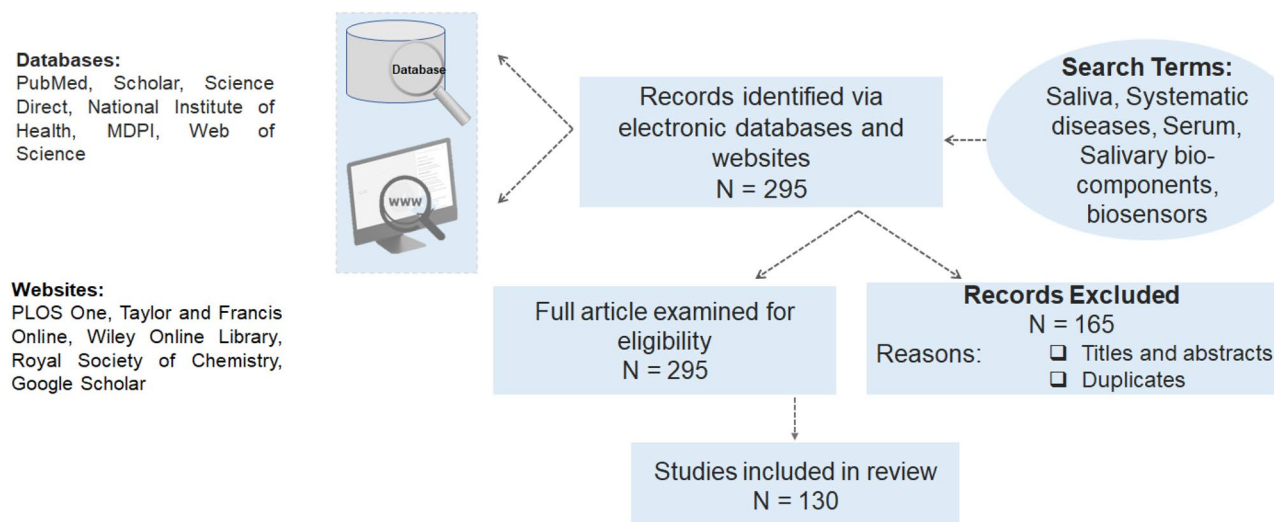 Databases:
PubMed, Scholar, Science
Direct, National Institute of
Health, MDPI, Web of
Science
Database
www
Websites:
PLOS One, Taylor and Francis
Online, Wiley Online Library,
Royal Society of Chemistry,
Google Scholar
Records identified via
electronic databases and
websites
N = 295
Search Terms:
Saliva, Systematic
diseases, Serum,
Salivary bio-
components,
biosensors
Full article examined for
eligibility
N = 295
Records Excluded
N = 165
Reasons:
❑ Titles and abstracts
❑ Duplicates
Studies included in review
N = 130